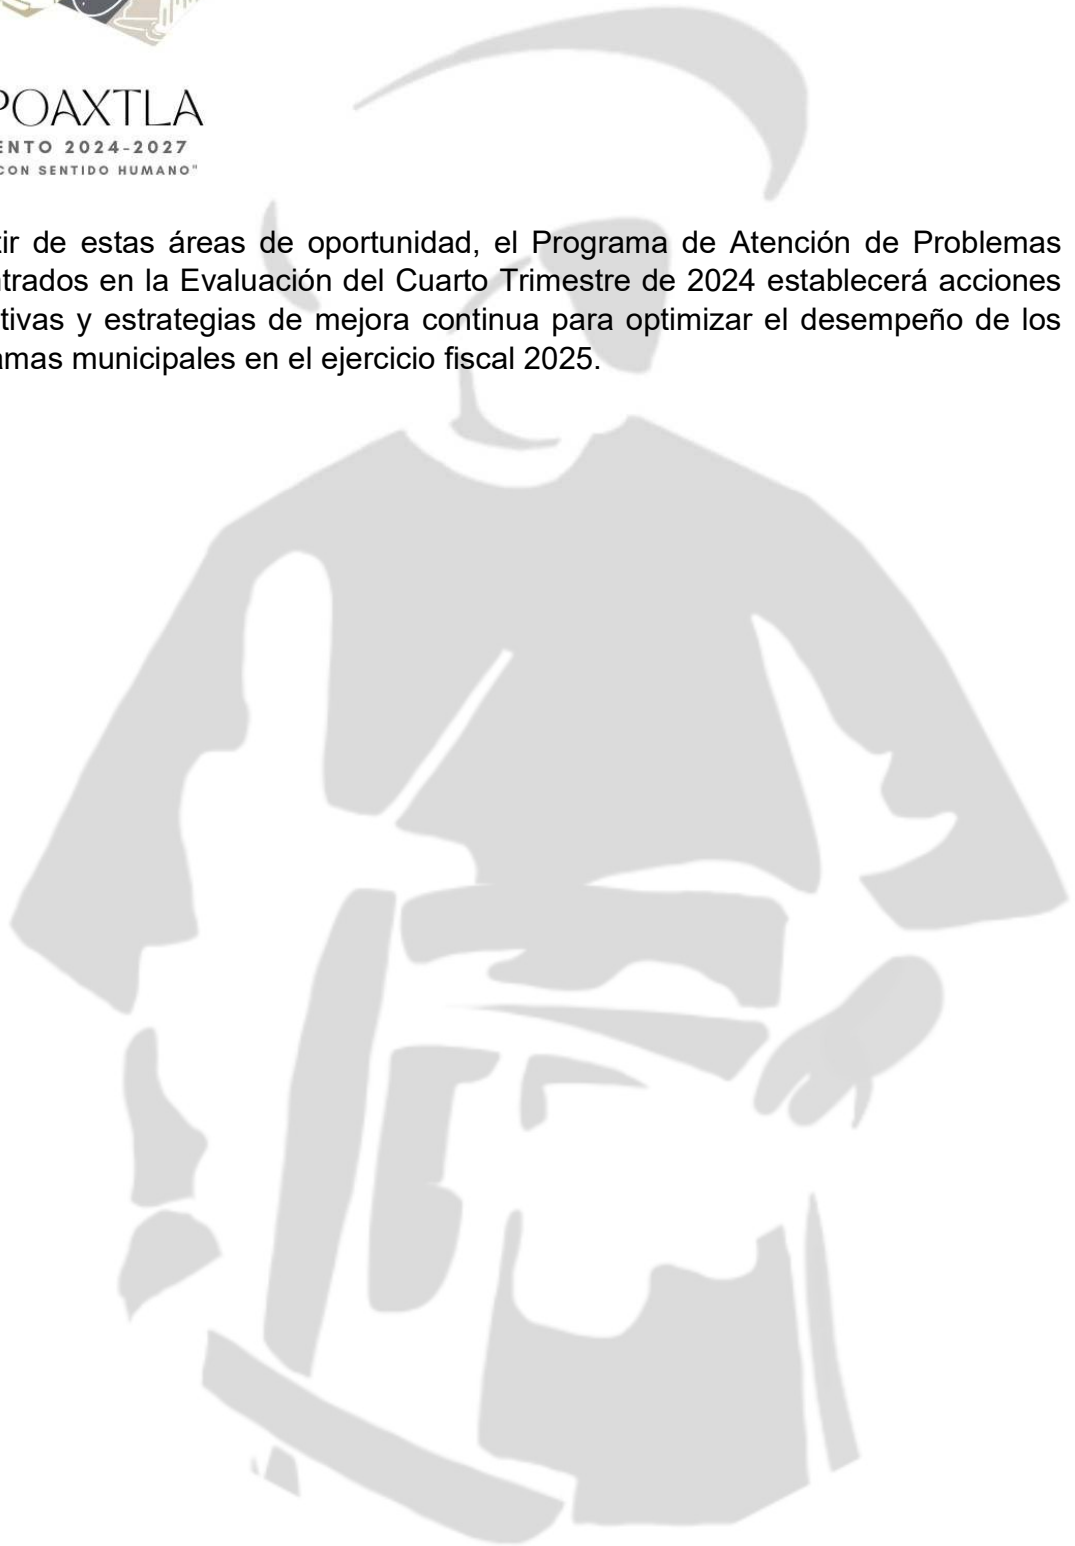 POAXTLA
ENTO 2024-2027
CON SENTIDO HUMANO"
tir de estas áreas de oportunidad, el Programa de Atención de Problemas
ntrados en la Evaluación del Cuarto Trimestre de 2024 establecerá acciones
tivas y estrategias de mejora continua para optimizar el desempeño de los
amas municipales en el ejercicio fiscal 2025.